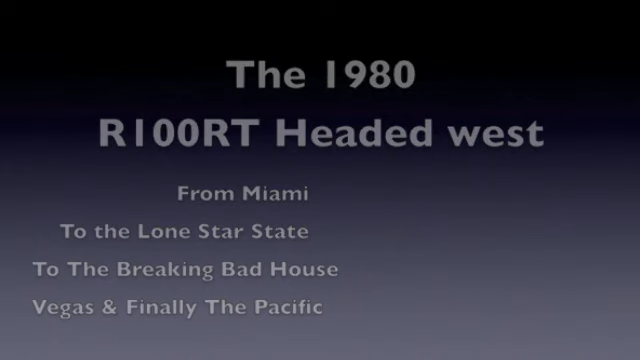 The 1980
R100RT Headed west
From Miami
To the Lone Star State
To The Breaking Bad House
Vegas & Finally The Pacific